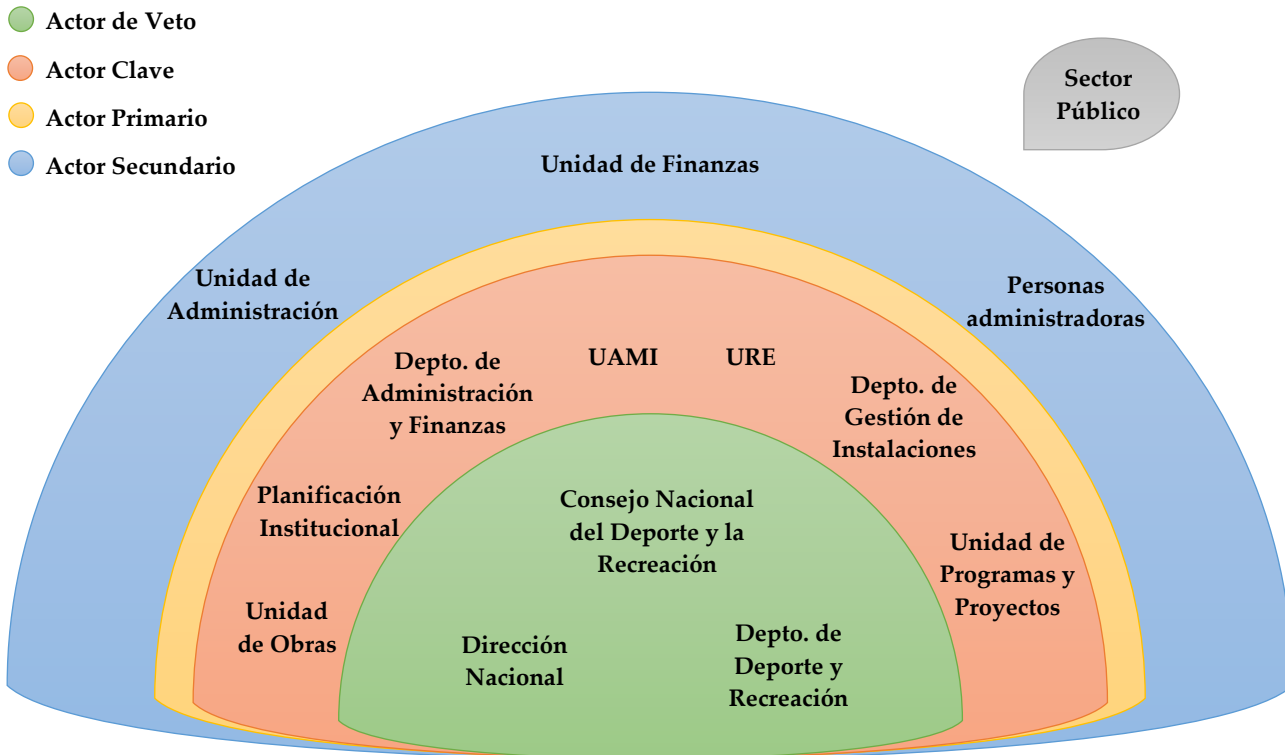 Actor de Veto
Actor Clave
Actor Primario
Actor Secundario
Sector
Público
Unidad de Finanzas
Unidad de
Administración
Personas
administradoras
Depto. de
Administración
y Finanzas
UAMI
URE
Depto. de
Gestión de
Instalaciones
Planificación
Institucional
Consejo Nacional
del Deporte y la
Recreación
Unidad de
Programas y
Proyectos
Unidad
de Obras
Dirección
Nacional
Depto. de
Deporte y
Recreación